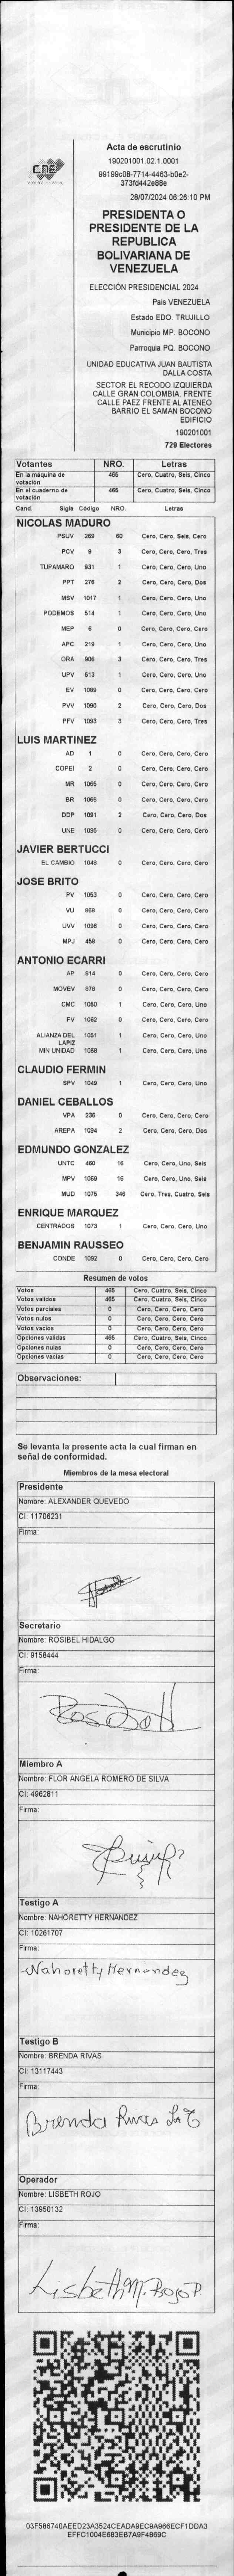 CNE
Acta de escrutinio
190201001.02.1.0001
99199c08-7714-4463-b0e2-
373fd442e88e
28/07/2024 06:26:10 PM
PRESIDENTA O
PRESIDENTE DE LA
REPUBLICA
BOLIVARIANA DE
VENEZUELA
ELECCIÓN PRESIDENCIAL 2024
País VENEZUELA
Estado EDO. TRUJILLO
Municipio MP. BOCONO
Parroquia PQ. BOCONO
UNIDAD EDUCATIVA JUAN BAUTISTA
DALLA COSTA
SECTOR EL RECODO IZQUIERDA
CALLE GRAN COLOMBIA. FRENTE
CALLE PAEZ FRENTE AL ATENEO
BARRIO EL SAMAN BOCONO
EDIFICIO
190201001
729 Electores
Votantes NRO. Letras
En la máquina de votación 465 Cero, Cuatro, Seis, Cinco
En el cuaderno de votación 465 Cero, Cuatro, Seis, Cinco
Cand. Sigla Código NRO. Letras
NICOLAS MADURO
PSUV 269 60 Cero, Cero, Seis, Cero
PCV 9 3 Cero, Cero, Cero, Tres
TUPAMARO 931 1 Cero, Cero, Cero, Uno
PPT 276 2 Cero, Cero, Cero, Dos
MSV 1017 1 Cero, Cero, Cero, Uno
PODEMOS 514 1 Cero, Cero, Cero, Uno
MEP 6 0 Cero, Cero, Cero, Cero
APC 219 1 Cero, Cero, Cero, Uno
ORA 906 3 Cero, Cero, Cero, Tres
UPV 513 1 Cero, Cero, Cero, Uno
EV 1089 0 Cero, Cero, Cero, Cero
PVV 1090 2 Cero, Cero, Cero, Dos
PFV 1093 3 Cero, Cero, Cero, Tres
LUIS MARTINEZ
AD 1 0 Cero, Cero, Cero, Cero
COPEI 2 0 Cero, Cero, Cero, Cero
MR 1065 0 Cero, Cero, Cero, Cero
BR 1066 0 Cero, Cero, Cero, Cero
DDP 1091 2 Cero, Cero, Cero, Dos
UNE 1095 0 Cero, Cero, Cero, Cero
JAVIER BERTUCCI
EL CAMBIO 1048 0 Cero, Cero, Cero, Cero
JOSE BRITO
PV 1053 0 Cero, Cero, Cero, Cero
VU 868 0 Cero, Cero, Cero, Cero
UVV 1096 0 Cero, Cero, Cero, Cero
MPJ 459 0 Cero, Cero, Cero, Cero
ANTONIO ECARRI
AP 814 0 Cero, Cero, Cero, Cero
MOVEV 878 0 Cero, Cero, Cero, Cero
CMC 1050 1 Cero, Cero, Cero, Uno
FV 1062 0 Cero, Cero, Cero, Cero
ALIANZA DEL LAPIZ 1051 1 Cero, Cero, Cero, Uno
MIN UNIDAD 1068 1 Cero, Cero, Cero, Uno
CLAUDIO FERMIN
SPV 1049 1 Cero, Cero, Cero, Uno
DANIEL CEBALLOS
VPA 236 0 Cero, Cero, Cero, Cero
AREPA 1094 2 Cero, Cero, Cero, Dos
EDMUNDO GONZALEZ
UNTC 460 16 Cero, Cero, Uno, Seis
MPV 1069 16 Cero, Cero, Uno, Seis
MUD 1075 346 Cero, Tres, Cuatro, Seis
ENRIQUE MARQUEZ
CENTRADOS 1073 1 Cero, Cero, Cero, Uno
BENJAMIN RAUSSEO
CONDE 1092 0 Cero, Cero, Cero, Cero
Resumen de votos
Votos 465 Cero, Cuatro, Seis, Cinco
Votos validos 465 Cero, Cuatro, Seis, Cinco
Votos parciales 0 Cero, Cero, Cero, Cero
Votos nulos 0 Cero, Cero, Cero, Cero
Votos vacios 0 Cero, Cero, Cero, Cero
Opciones validas 465 Cero, Cuatro, Seis, Cinco
Opciones nulas 0 Cero, Cero, Cero, Cero
Opciones vacias 0 Cero, Cero, Cero, Cero
Observaciones:
Se levanta la presente acta la cual firman en
señal de conformidad.
Miembros de la mesa electoral
Presidente
Nombre: ALEXANDER QUEVEDO
CI: 11706231
Firma:
Secretario
Nombre: ROSIBEL HIDALGO
CI: 9158444
Firma:
Miembro A
Nombre: FLOR ANGELA ROMERO DE SILVA
CI: 4962811
Firma:
Testigo A
Nombre: NAHORETTY HERNANDEZ
CI: 10261707
Firma:
Nahoretty Hernandez
Testigo B
Nombre: BRENDA RIVAS
CI: 13117443
Firma:
Brenda Rivas
Operador
Nombre: LISBETH ROJO
CI: 13950132
Firma:
Lisbeth M. Rojo P.
03F586740AEED23A3524CEADA9EC9A966ECF1DDA3
EFFC1004E683EB7A9F4869C